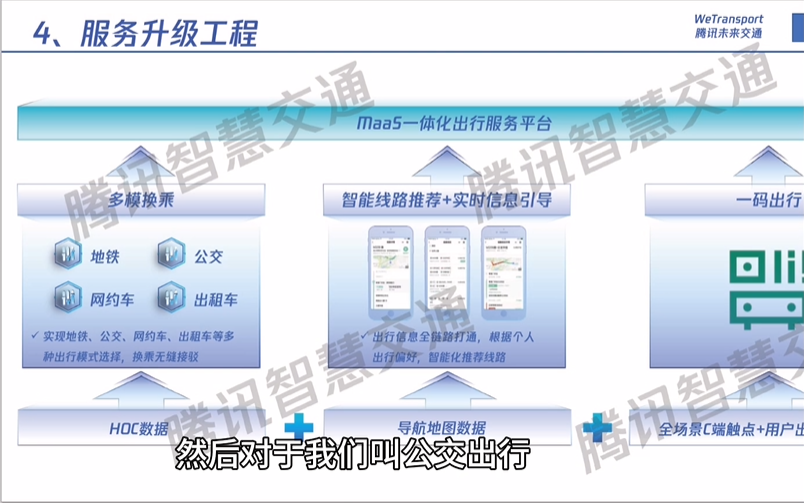 4、服务升级工程
WeTransport
腾讯未来交通
MaaS一体化出行服务平台
多模换乘
地铁
公交
网约车
出租车
✓ 实现地铁、公交、网约车、出租车等多
种出行模式选择，换乘无缝接驳
智能线路推荐+实时信息引导
✓ 出行信息全链路打通，根据个人
出行偏好，智能化推荐线路
一码出行
HOC数据
导航地图数据
全场景C端触点+用户出
然后对于我们叫公交出行
腾讯智慧交通
腾讯智慧交通
腾讯智慧交通
腾讯智慧交